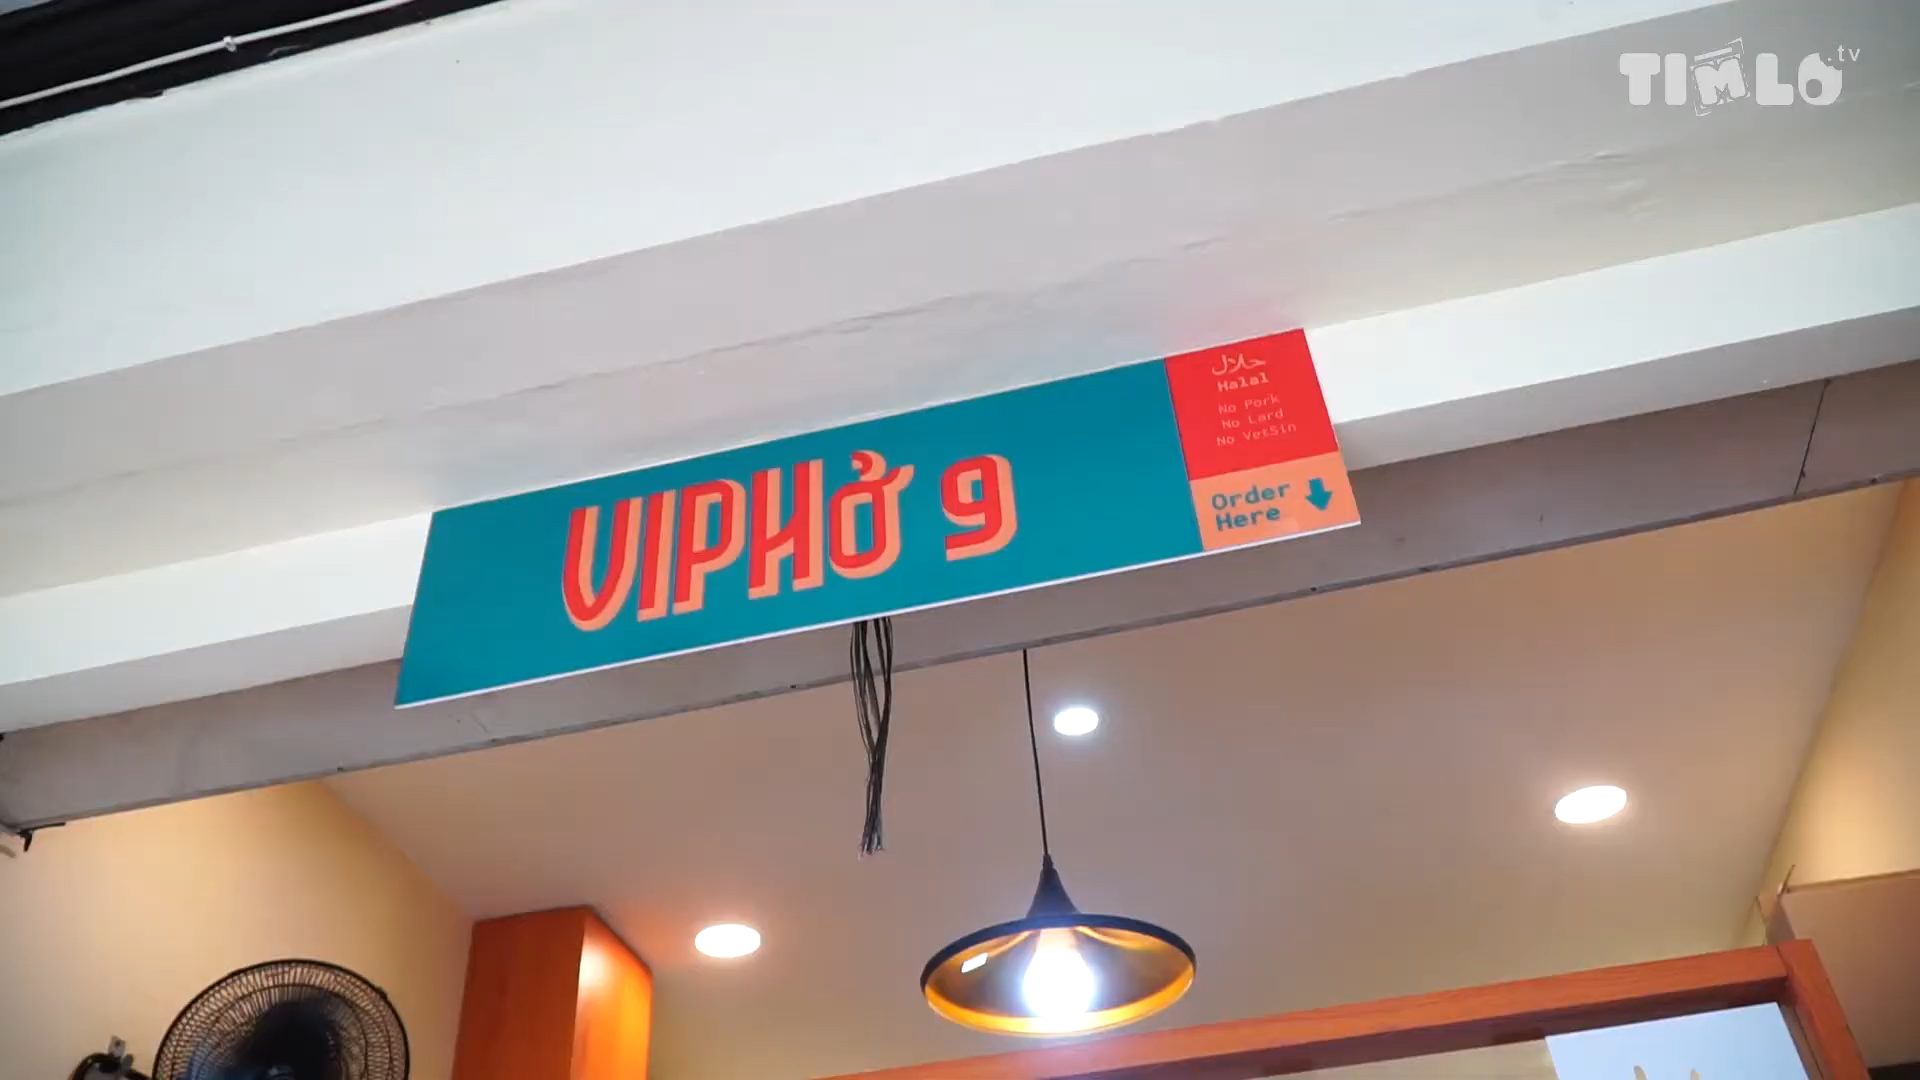 TIMLO.tv
VIPHở 9
حلال
Halal
No Pork
No Lard
No VetSin
Order
Here